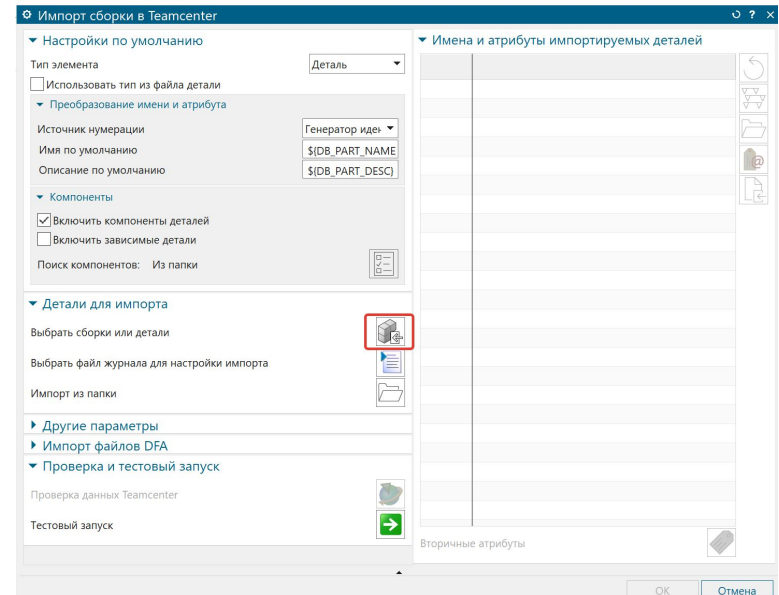 Импорт сборки в Teamcenter
Настройки по умолчанию
Тип элемента
Деталь
Использовать тип из файла детали
Преобразование имени и атрибута
Источник нумерации
Генератор иден
Имя по умолчанию
${DB_PART_NAME
Описание по умолчанию
${DB_PART_DESC}
Компоненты
Включить компоненты деталей
Включить зависимые детали
Поиск компонентов: Из папки
Детали для импорта
Выбрать сборки или детали
Выбрать файл журнала для настройки импорта
Импорт из папки
Другие параметры
Импорт файлов DFA
Проверка и тестовый запуск
Проверка данных Teamcenter
Тестовый запуск
Имена и атрибуты импортируемых деталей
Вторичные атрибуты
ОК
Отмена